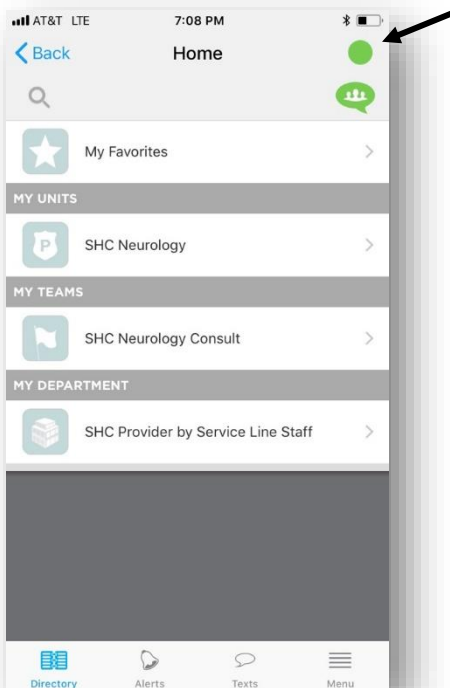 AT&T LTE 7:08 PM
Back Home
My Favorites
MY UNITS
P SHC Neurology
MY TEAMS
SHC Neurology Consult
MY DEPARTMENT
SHC Provider by Service Line Staff
Directory Alerts Texts Menu